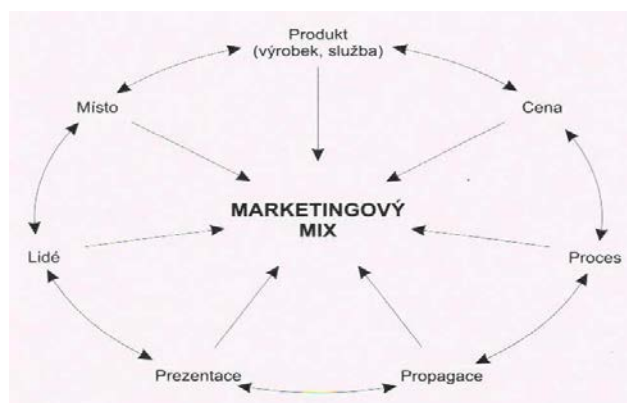 Produkt
(výrobek, služba)
Místo
Cena
MARKETINGOVÝ
MIX
Lidé
Proces
Prezentace
Propagace